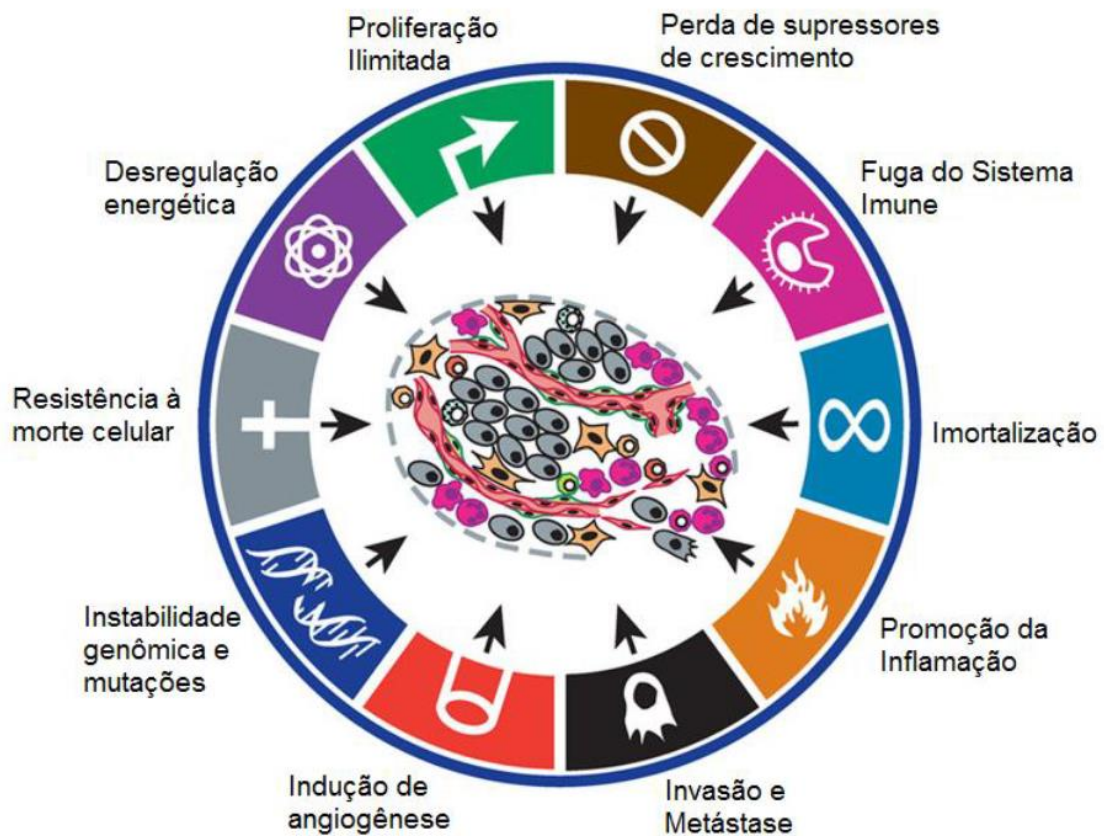 Proliferação
Ilimitada
Perda de supressores
de crescimento
Desregulação
energética
Fuga do Sistema
Imune
Resistência à
morte celular
Imortalização
Instabilidade
genômica e
mutações
Promoção da
Inflamação
Indução de
angiogênese
Invasão e
Metástase